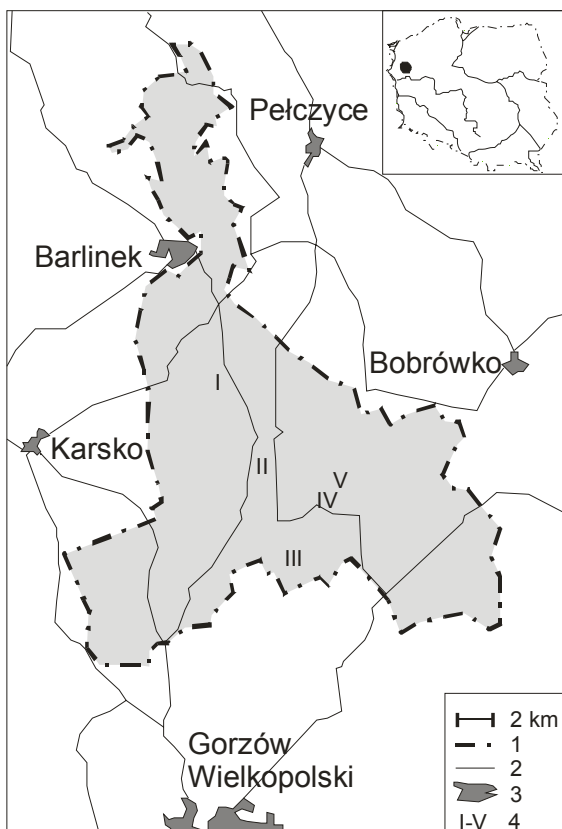 Pełczyce
Barlinek
Bobrówko
I
Karsko
II
V
IV
III
Gorzów
Wielkopolski
2 km
1
2
3
I-V 4